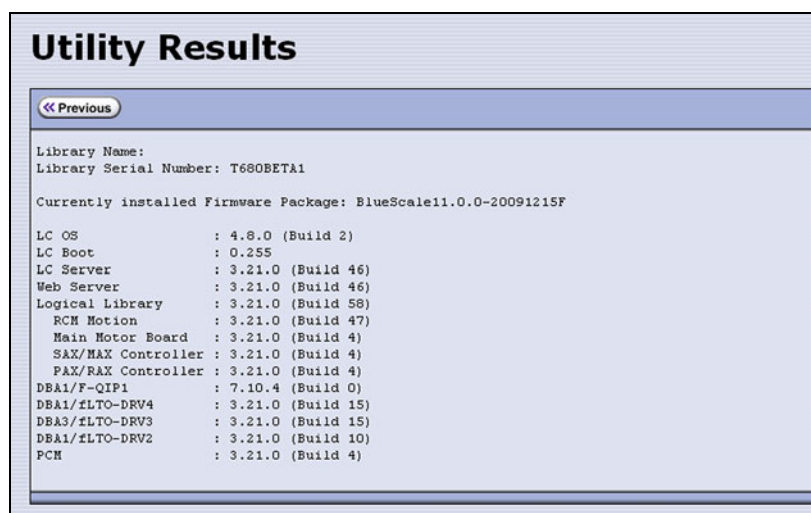 Utility Results
Previous
Library Name:
Library Serial Number: T680BETA1
Currently installed Firmware Package: BlueScale11.0.0-20091215F
LC OS : 4.8.0 (Build 2)
LC Boot : 0.255
LC Server : 3.21.0 (Build 46)
Web Server : 3.21.0 (Build 46)
Logical Library : 3.21.0 (Build 58)
RCM Motion : 3.21.0 (Build 47)
Main Motor Board : 3.21.0 (Build 4)
SAX/MAX Controller : 3.21.0 (Build 4)
PAX/RAX Controller : 3.21.0 (Build 4)
DBA1/F-QIP1 : 7.10.4 (Build 0)
DBA1/fLTO-DRV4 : 3.21.0 (Build 15)
DBA3/fLTO-DRV3 : 3.21.0 (Build 15)
DBA1/fLTO-DRV2 : 3.21.0 (Build 10)
PCM : 3.21.0 (Build 4)